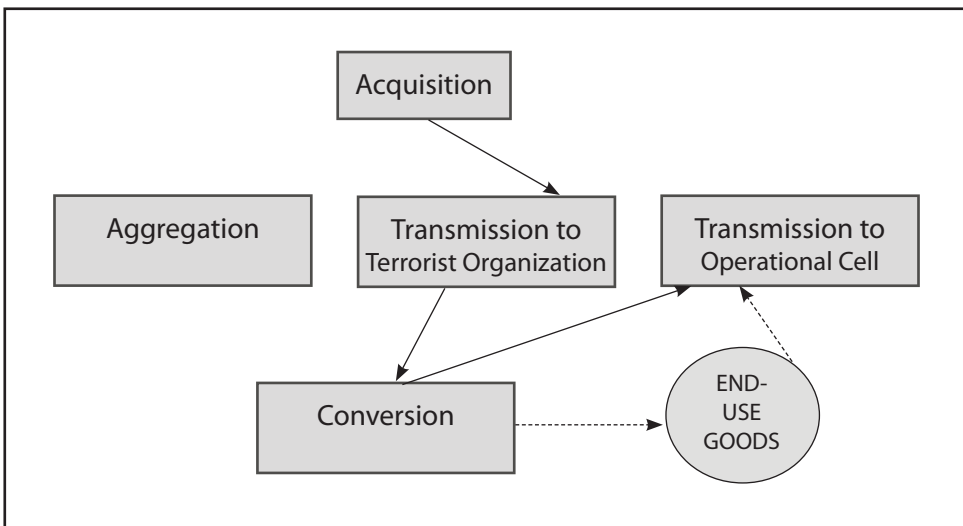 Acquisition
Aggregation
Transmission to
Terrorist Organization
Transmission to
Operational Cell
Conversion
END-
USE
GOODS